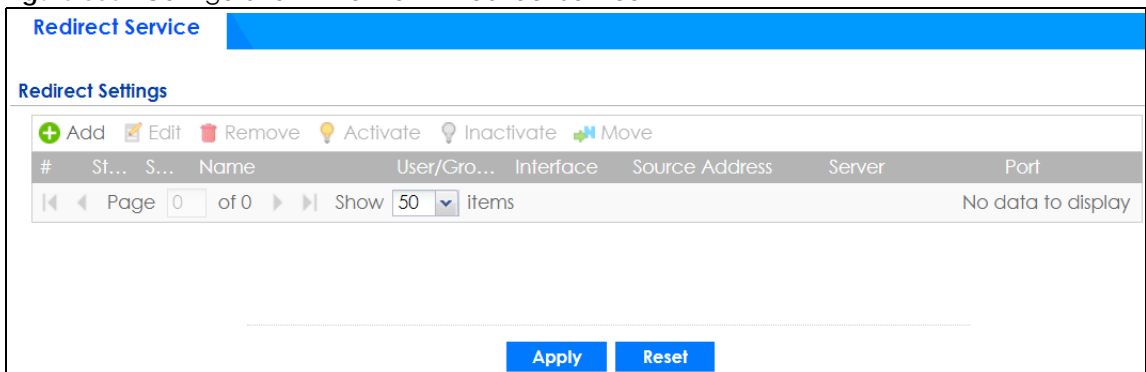 Redirect Service
Redirect Settings
Add Edit Remove Activate Inactivate Move
# St... S... Name User/Gro... Interface Source Address Server Port
Page 0 of 0 Show 50 items No data to display
Apply Reset